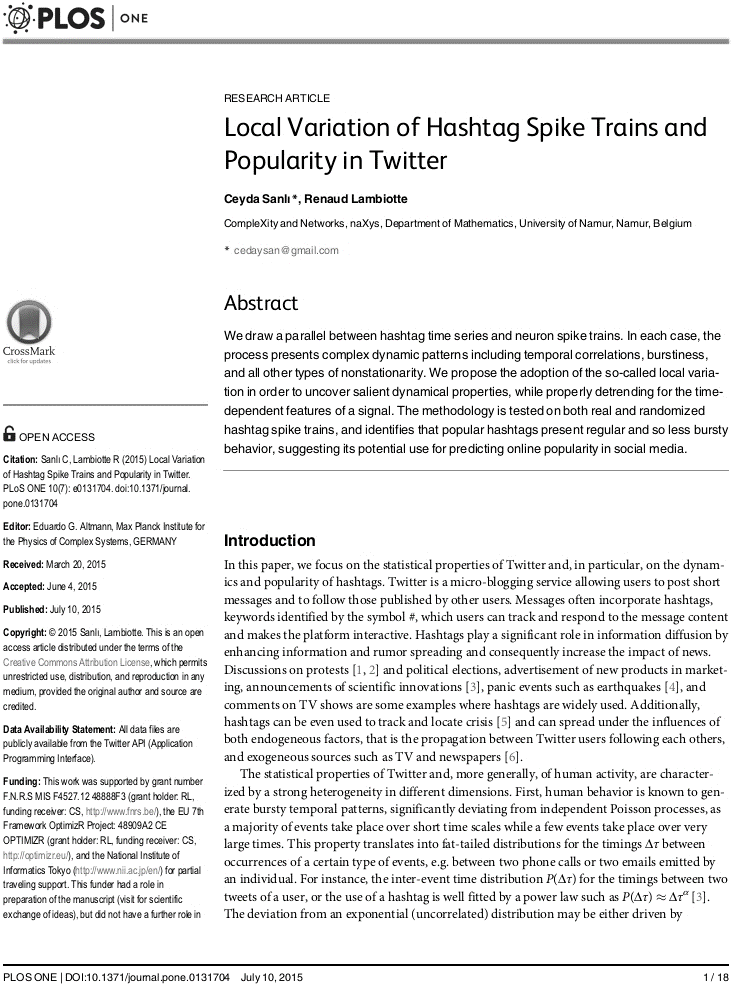 PLOS ONE
RESEARCH ARTICLE
Local Variation of Hashtag Spike Trains and
Popularity in Twitter
Ceyda Sanlı*, Renaud Lambiotte
CompleXity and Networks, naXys, Department of Mathematics, University of Namur, Namur, Belgium
* cedaysan@gmail.com
Abstract
We draw a parallel between hashtag time series and neuron spike trains. In each case, the
process presents complex dynamic patterns including temporal correlations, burstiness,
and all other types of nonstationarity. We propose the adoption of the so-called local varia-
tion in order to uncover salient dynamical properties, while properly detrending for the time-
dependent features of a signal. The methodology is tested on both real and randomized
hashtag spike trains, and identifies that popular hashtags present regular and so less bursty
behavior, suggesting its potential use for predicting online popularity in social media.
CrossMark
click for updates
OPEN ACCESS
Citation: Sanlı C, Lambiotte R (2015) Local Variation
of Hashtag Spike Trains and Popularity in Twitter.
PLoS ONE 10(7): e0131704. doi:10.1371/journal.
pone.0131704
Editor: Eduardo G. Altmann, Max Planck Institute for
the Physics of Complex Systems, GERMANY
Received: March 20, 2015
Accepted: June 4, 2015
Published: July 10, 2015
Copyright: © 2015 Sanlı, Lambiotte. This is an open
access article distributed under the terms of the
Creative Commons Attribution License, which permits
unrestricted use, distribution, and reproduction in any
medium, provided the original author and source are
credited.
Data Availability Statement: All data files are
publicly available from the Twitter API (Application
Programming Interface).
Funding: This work was supported by grant number
F.N.R.S MIS F4527.12 48888F3 (grant holder: RL,
funding receiver: CS, http://www.fnrs.be/), the EU 7th
Framework OptimizR Project: 48909A2 CE
OPTIMIZR (grant holder: RL, funding receiver: CS,
http://optimizr.eu/), and the National Institute of
Informatics Tokyo (http://www.nii.ac.jp/en/) for partial
traveling support. This funder had a role in
preparation of the manuscript (visit for scientific
exchange of ideas), but did not have a further role in
Introduction
In this paper, we focus on the statistical properties of Twitter and, in particular, on the dynam-
ics and popularity of hashtags. Twitter is a micro-blogging service allowing users to post short
messages and to follow those published by other users. Messages often incorporate hashtags,
keywords identified by the symbol #, which users can track and respond to the message content
and makes the platform interactive. Hashtags play a significant role in information diffusion by
enhancing information and rumor spreading and consequently increase the impact of news.
Discussions on protests [1, 2] and political elections, advertisement of new products in market-
ing, announcements of scientific innovations [3], panic events such as earthquakes [4], and
comments on TV shows are some examples where hashtags are widely used. Additionally,
hashtags can be even used to track and locate crisis [5] and can spread under the influences of
both endogeneous factors, that is the propagation between Twitter users following each others,
and exogeneous sources such as TV and newspapers [6].
The statistical properties of Twitter and, more generally, of human activity, are character-
ized by a strong heterogeneity in different dimensions. First, human behavior is known to gen-
erate bursty temporal patterns, significantly deviating from independent Poisson processes, as
a majority of events take place over short time scales while a few events take place over very
large times. This property translates into fat-tailed distributions for the timings Δτ between
occurrences of a certain type of events, e.g. between two phone calls or two emails emitted by
an individual. For instance, the inter-event time distribution P(Δτ) for the timings between two
tweets of a user, or the use of a hashtag is well fitted by a power law such as P(Δτ) ≈ Δτ^α [3].
The deviation from an exponential (uncorrelated) distribution may be either driven by
PLOS ONE | DOI:10.1371/journal.pone.0131704 July 10, 2015
1 / 18